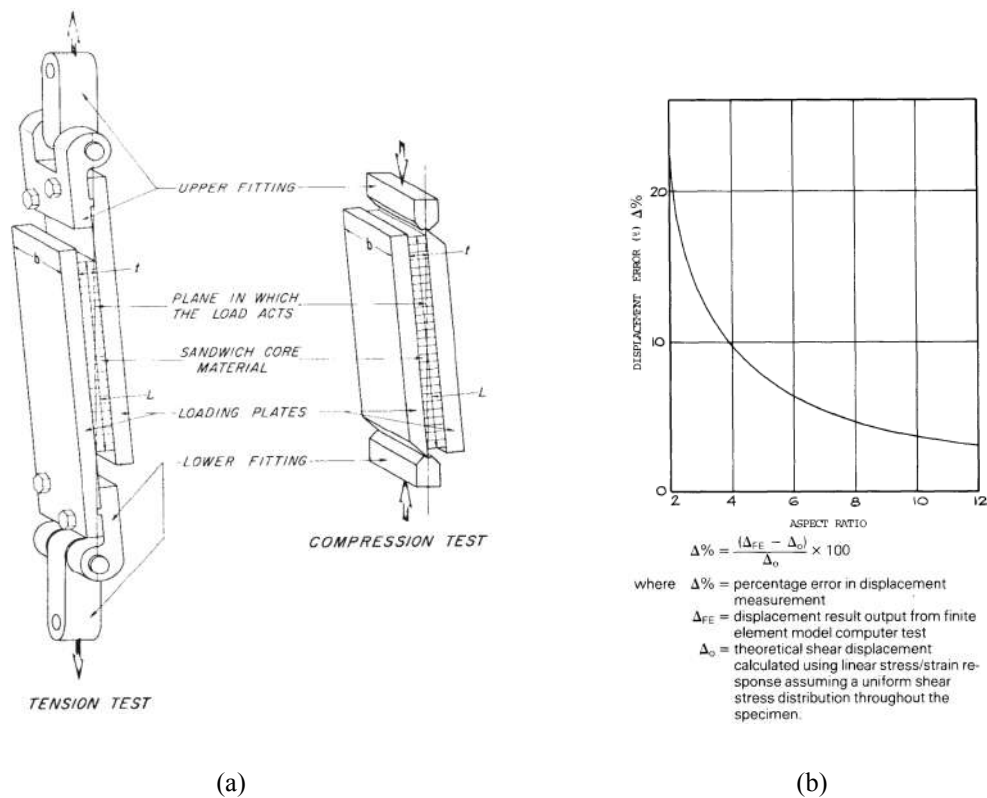 UPPER FITTING
b
t
PLANE IN WHICH
THE LOAD ACTS
SANDWICH CORE
MATERIAL
L
LOADING PLATES
LOWER FITTING
TENSION TEST
b
t
L
COMPRESSION TEST
DISPLACEMENT ERROR (%) Δ%
20
10
0
2 4 6 8 10 12
ASPECT RATIO
Δ% = (ΔFE − Δo) / Δo × 100
where Δ% = percentage error in displacement
measurement
ΔFE = displacement result output from finite
element model computer test
Δo = theoretical shear displacement
calculated using linear stress/strain re-
sponse assuming a uniform shear
stress distribution throughout the
specimen.
(a)
(b)